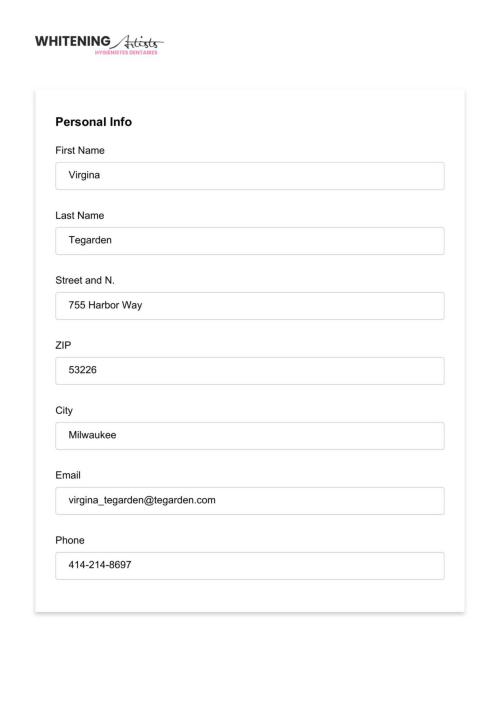 WHITENING Artists
HYGIÉNISTES DENTAIRES
Personal Info
First Name
Virgina
Last Name
Tegarden
Street and N.
755 Harbor Way
ZIP
53226
City
Milwaukee
Email
virgina_tegarden@tegarden.com
Phone
414-214-8697